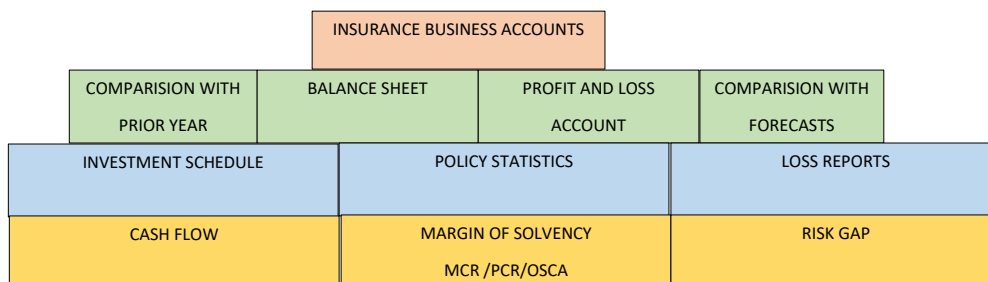 INSURANCE BUSINESS ACCOUNTS
COMPARISION WITH
PRIOR YEAR
BALANCE SHEET
PROFIT AND LOSS
ACCOUNT
COMPARISION WITH
FORECASTS
INVESTMENT SCHEDULE
POLICY STATISTICS
LOSS REPORTS
CASH FLOW
MARGIN OF SOLVENCY
MCR /PCR/OSCA
RISK GAP